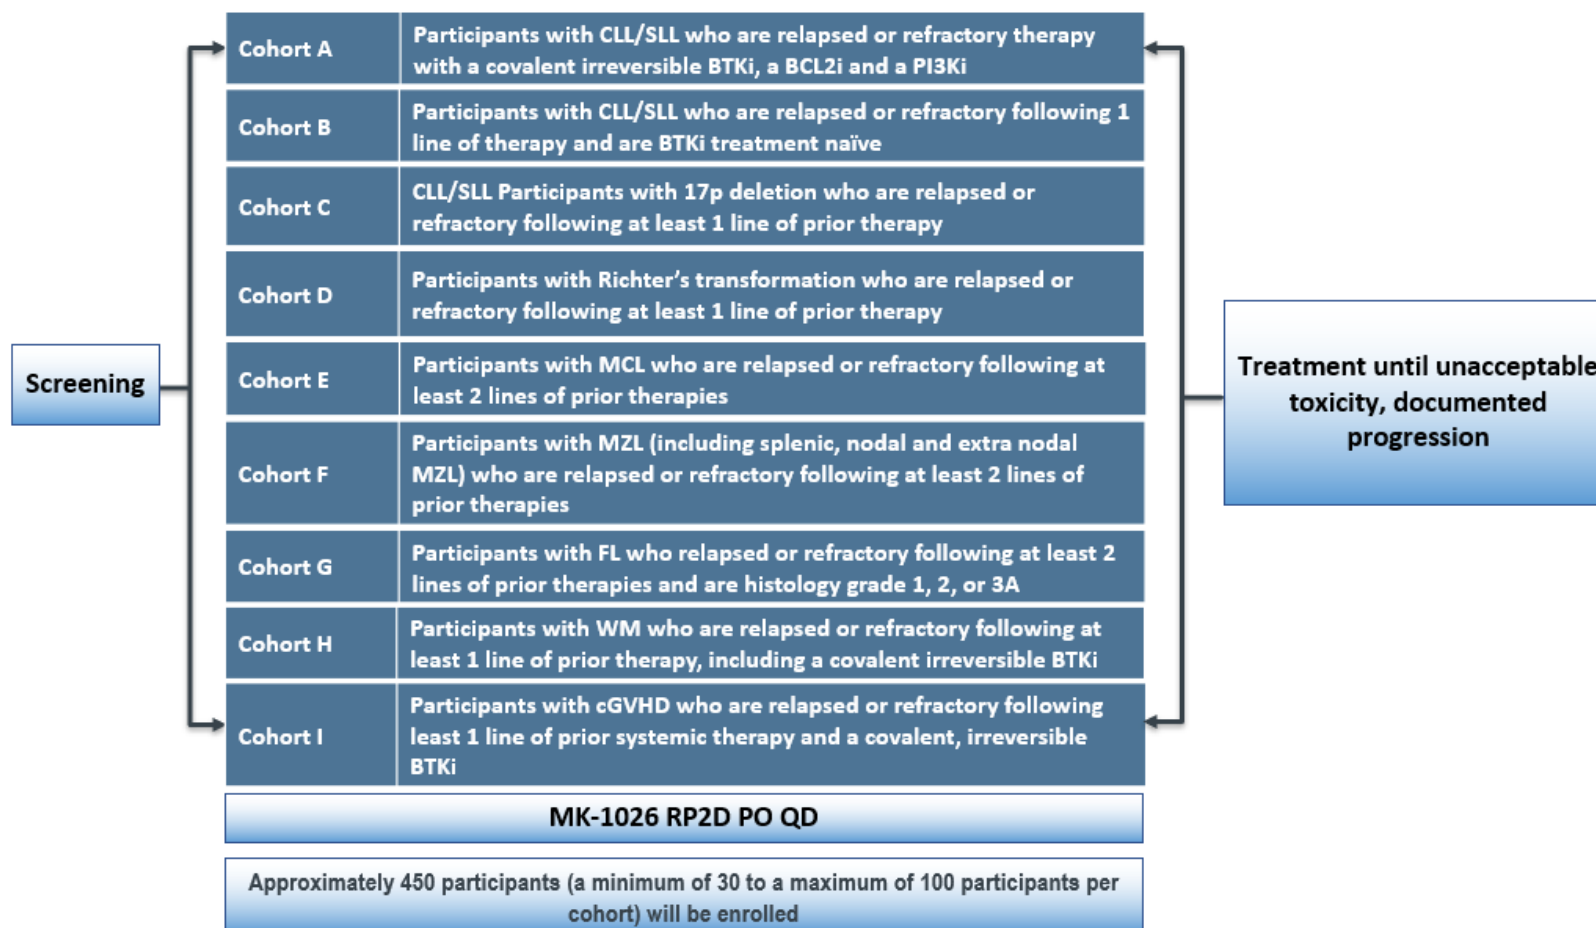 Screening
Cohort A
Participants with CLL/SLL who are relapsed or refractory therapy
with a covalent irreversible BTKi, a BCL2i and a PI3Ki
Cohort B
Participants with CLL/SLL who are relapsed or refractory following 1
line of therapy and are BTKi treatment naïve
Cohort C
CLL/SLL Participants with 17p deletion who are relapsed or
refractory following at least 1 line of prior therapy
Cohort D
Participants with Richter's transformation who are relapsed or
refractory following at least 1 line of prior therapy
Cohort E
Participants with MCL who are relapsed or refractory following at
least 2 lines of prior therapies
Cohort F
Participants with MZL (including splenic, nodal and extra nodal
MZL) who are relapsed or refractory following at least 2 lines of
prior therapies
Cohort G
Participants with FL who relapsed or refractory following at least 2
lines of prior therapies and are histology grade 1, 2, or 3A
Cohort H
Participants with WM who are relapsed or refractory following at
least 1 line of prior therapy, including a covalent irreversible BTKi
Cohort I
Participants with cGVHD who are relapsed or refractory following
least 1 line of prior systemic therapy and a covalent, irreversible
BTKi
MK-1026 RP2D PO QD
Approximately 450 participants (a minimum of 30 to a maximum of 100 participants per
cohort) will be enrolled
Treatment until unacceptable
toxicity, documented
progression